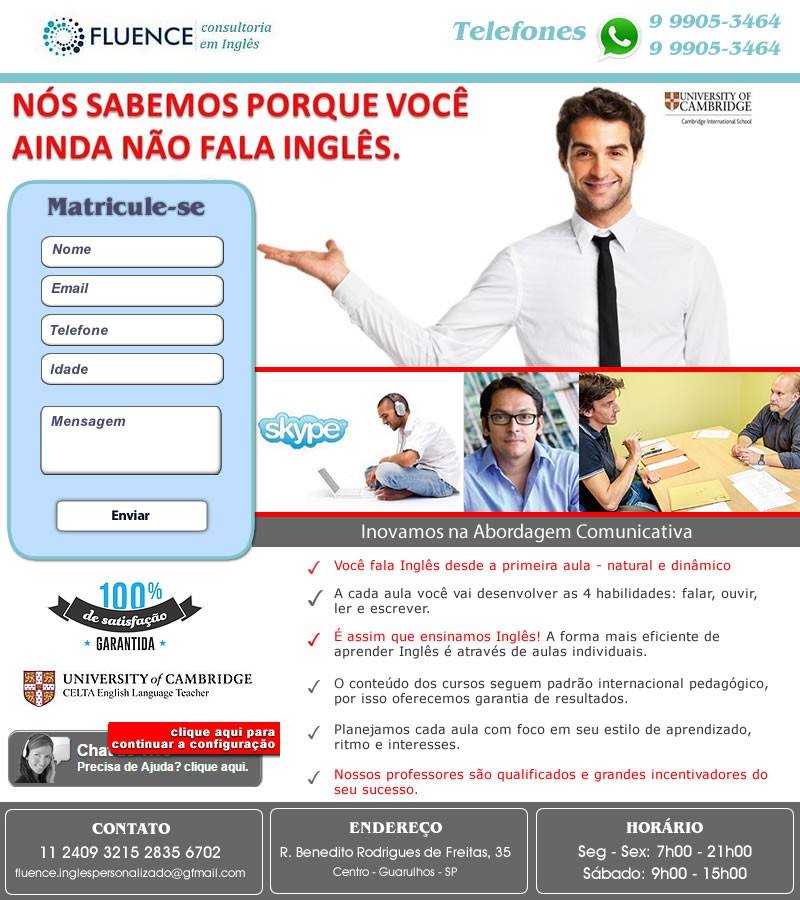 FLUENCE
consultoria
em Inglês
Telefones
9 9905-3464
9 9905-3464
NÓS SABEMOS PORQUE VOCÊ
AINDA NÃO FALA INGLÊS.
UNIVERSITY OF
CAMBRIDGE
Cambridge International School
Matricule-se
Nome
Email
Telefone
Idade
Mensagem
Enviar
skype
Inovamos na Abordagem Comunicativa
Você fala Inglês desde a primeira aula - natural e dinâmico
A cada aula você vai desenvolver as 4 habilidades: falar, ouvir,
ler e escrever.
É assim que ensinamos Inglês! A forma mais eficiente de
aprender Inglês é através de aulas individuais.
O conteúdo dos cursos seguem padrão internacional pedagógico,
por isso oferecemos garantia de resultados.
Planejamos cada aula com foco em seu estilo de aprendizado,
ritmo e interesses.
Nossos professores são qualificados e grandes incentivadores do
seu sucesso.
100%
de satisfação
GARANTIDA
UNIVERSITY of CAMBRIDGE
CELTA English Language Teacher
clique aqui para
continuar a configuração
Precisa de Ajuda? clique aqui.
CONTATO
11 2409 3215 2835 6702
fluence.inglespersonalizado@gfmail.com
ENDEREÇO
R. Benedito Rodrigues de Freitas, 35
Centro - Guarulhos - SP
HORÁRIO
Seg - Sex: 7h00 - 21h00
Sábado: 9h00 - 15h00